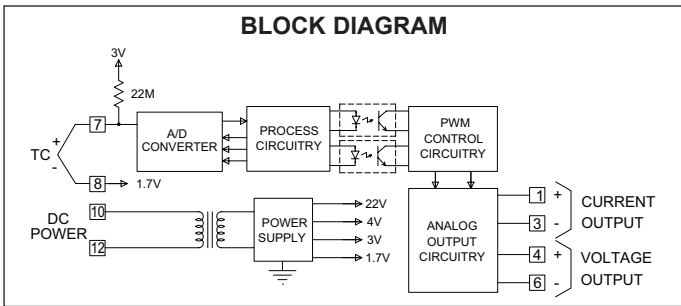 BLOCK DIAGRAM
3V
22M
7
TC
+
-
8
1.7V
A/D
CONVERTER
PROCESS
CIRCUITRY
PWM
CONTROL
CIRCUITRY
DC
POWER
10
12
POWER
SUPPLY
22V
4V
3V
1.7V
ANALOG
OUTPUT
CIRCUITRY
1 +
3 -
CURRENT
OUTPUT
4 +
6 -
VOLTAGE
OUTPUT